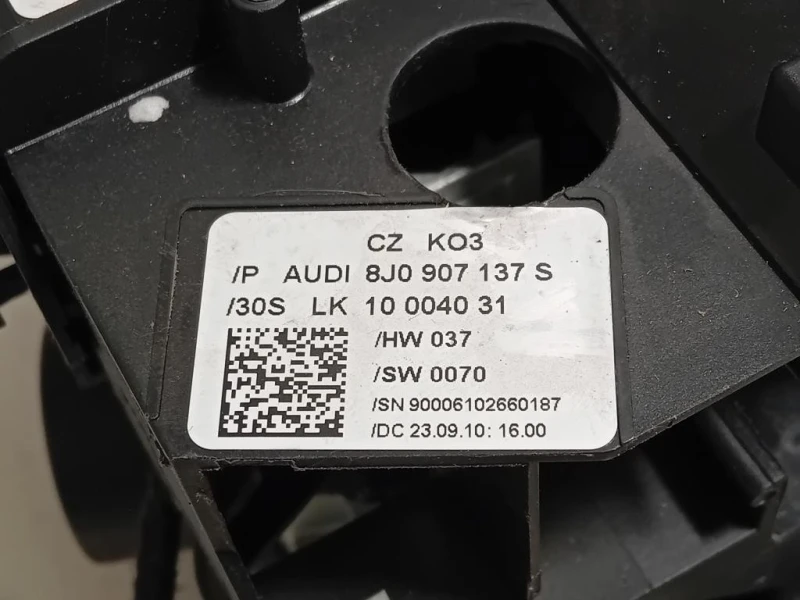 CZ KO3
/P AUDI 8J0 907 137 S
/30S LK 10 0040 31
/HW 037
/SW 0070
/SN 90006102660187
/DC 23.09.10: 16.00